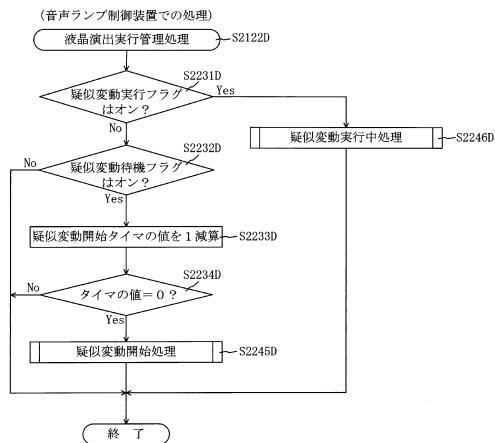 (音声ランプ制御装置での処理)
液晶演出実行管理処理
S2122D
S2231D
疑似変動実行フラグ
はオン?
Yes
No
疑似変動実行中処理
S2246D
S2232D
疑似変動待機フラグ
はオン?
No
Yes
疑似変動開始タイマの値を1減算
S2233D
S2234D
タイマの値=0?
No
Yes
疑似変動開始処理
S2245D
終 了